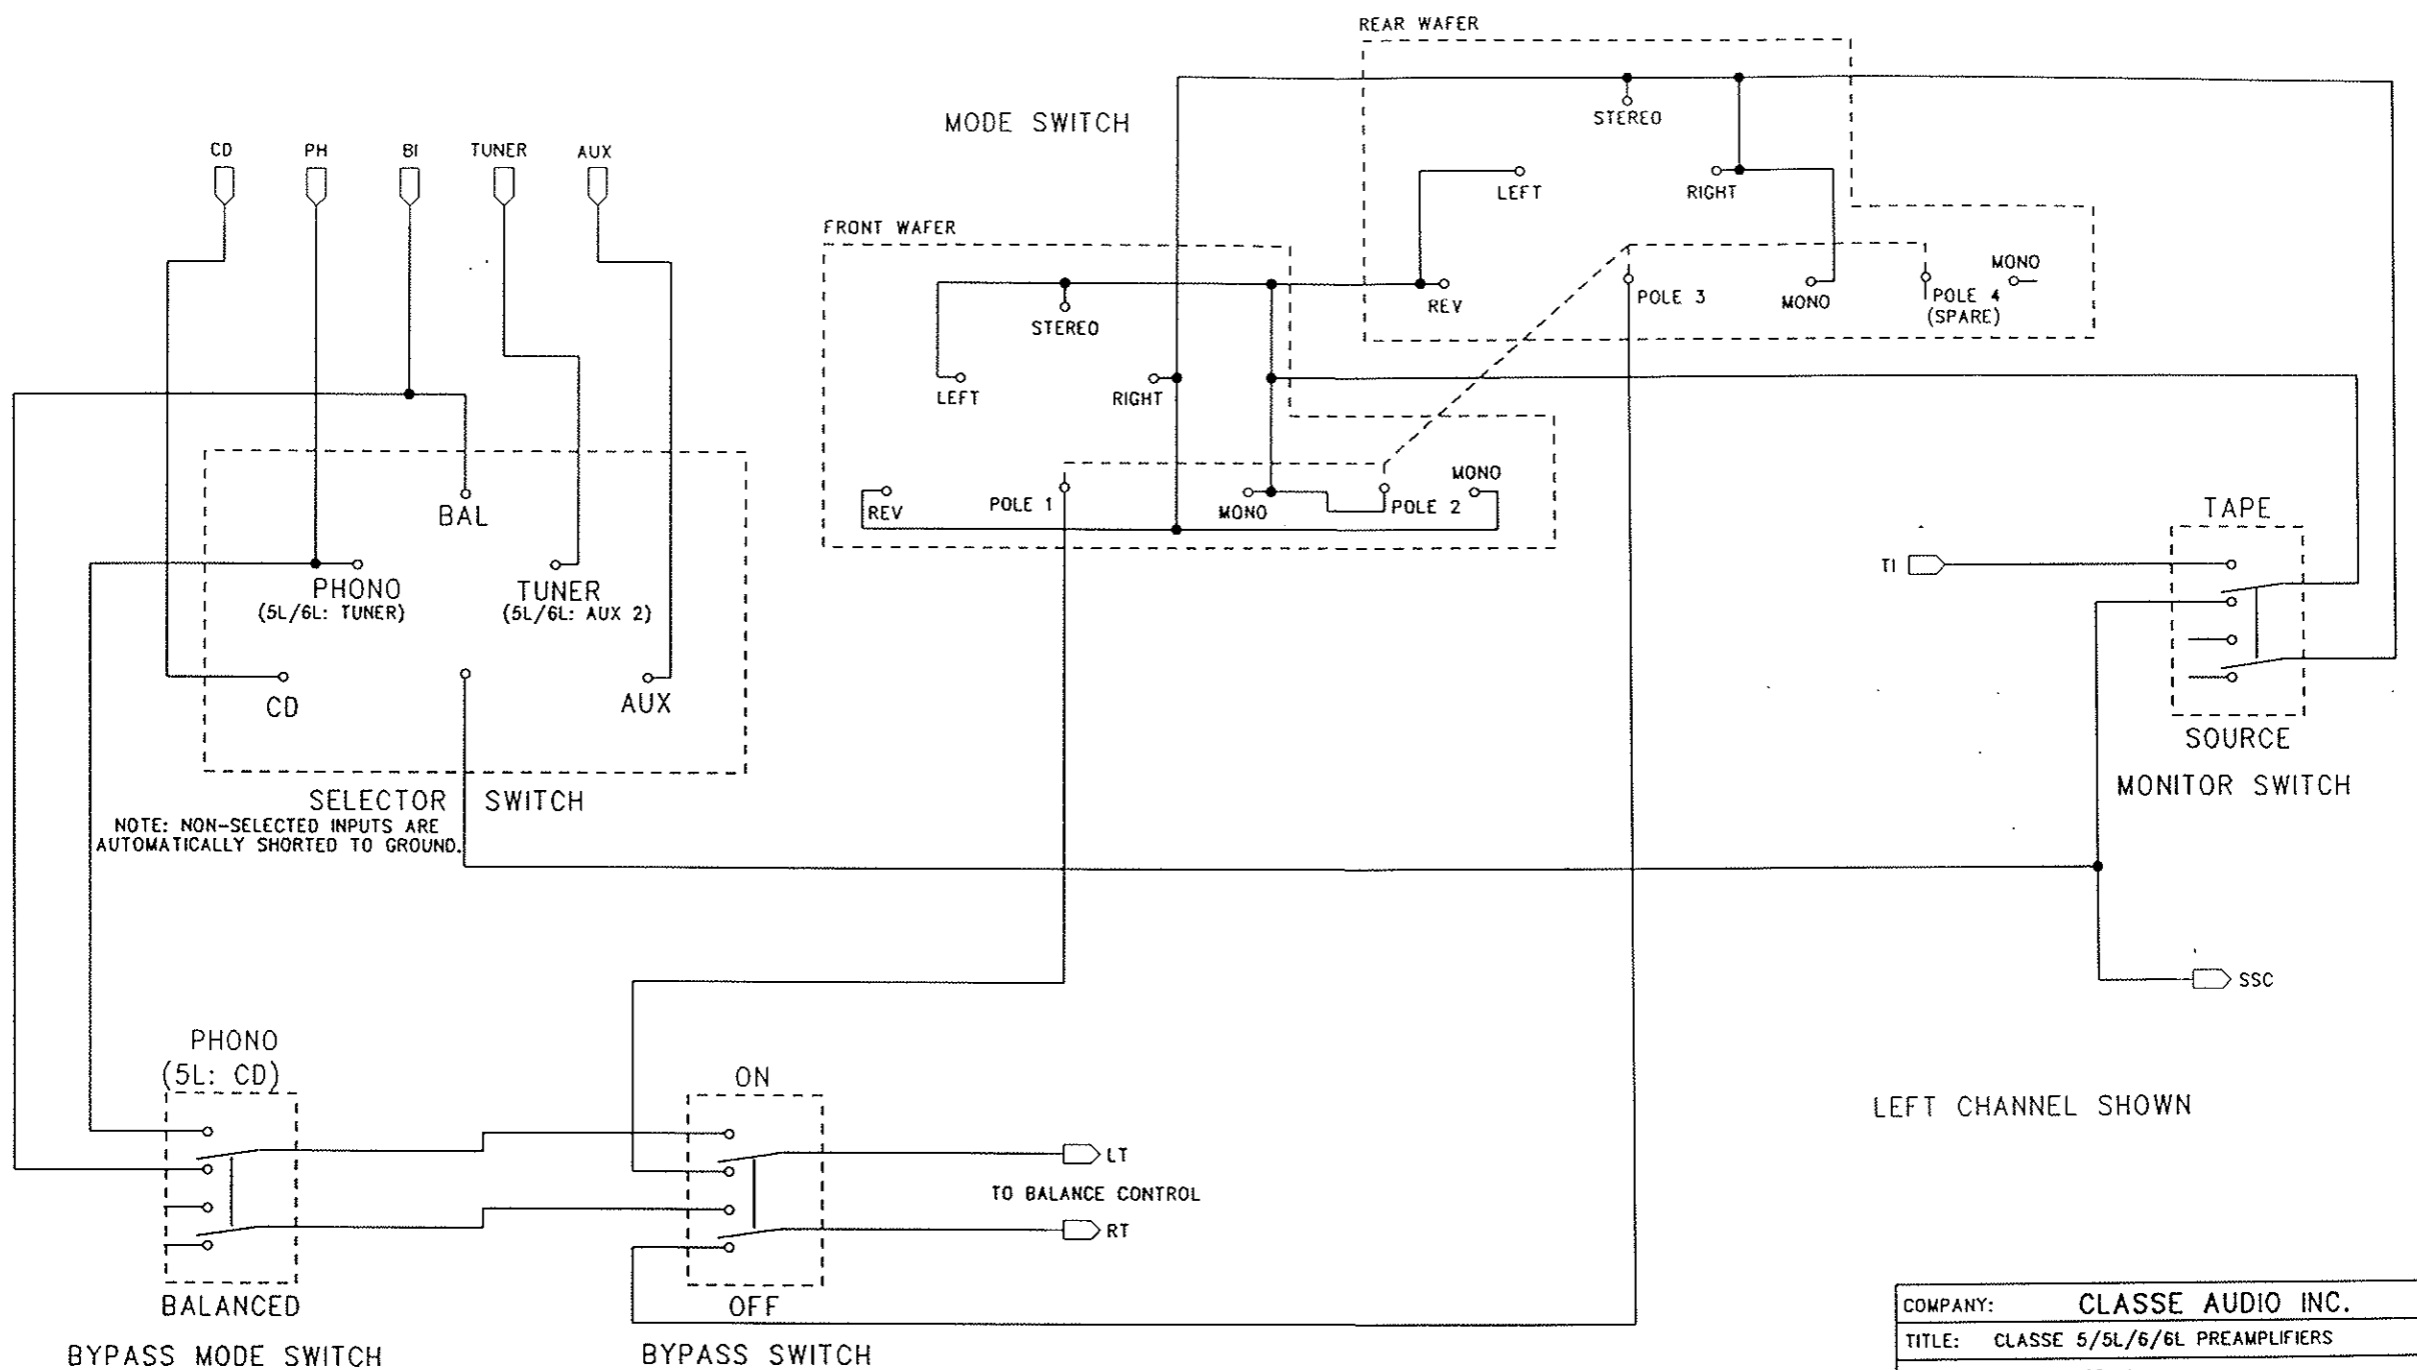 REAR WAFER
MODE SWITCH
STEREO
CD
PH
BI
TUNER
AUX
LEFT
RIGHT
FRONT WAFER
MONO
REV
POLE 3
MONO
POLE 4
(SPARE)
STEREO
LEFT
RIGHT
MONO
REV
POLE 1
MONO
POLE 2
BAL
PHONO
(5L/6L: TUNER)
TUNER
(5L/6L: AUX 2)
CD
AUX
SELECTOR SWITCH
NOTE: NON-SELECTED INPUTS ARE
AUTOMATICALLY SHORTED TO GROUND.
TAPE
TI
SOURCE
MONITOR SWITCH
SSC
PHONO
(5L: CD)
ON
LEFT CHANNEL SHOWN
LT
TO BALANCE CONTROL
RT
BALANCED
OFF
BYPASS MODE SWITCH
BYPASS SWITCH
COMPANY: CLASSE AUDIO INC.
TITLE: CLASSE 5/5L/6/6L PREAMPLIFIERS